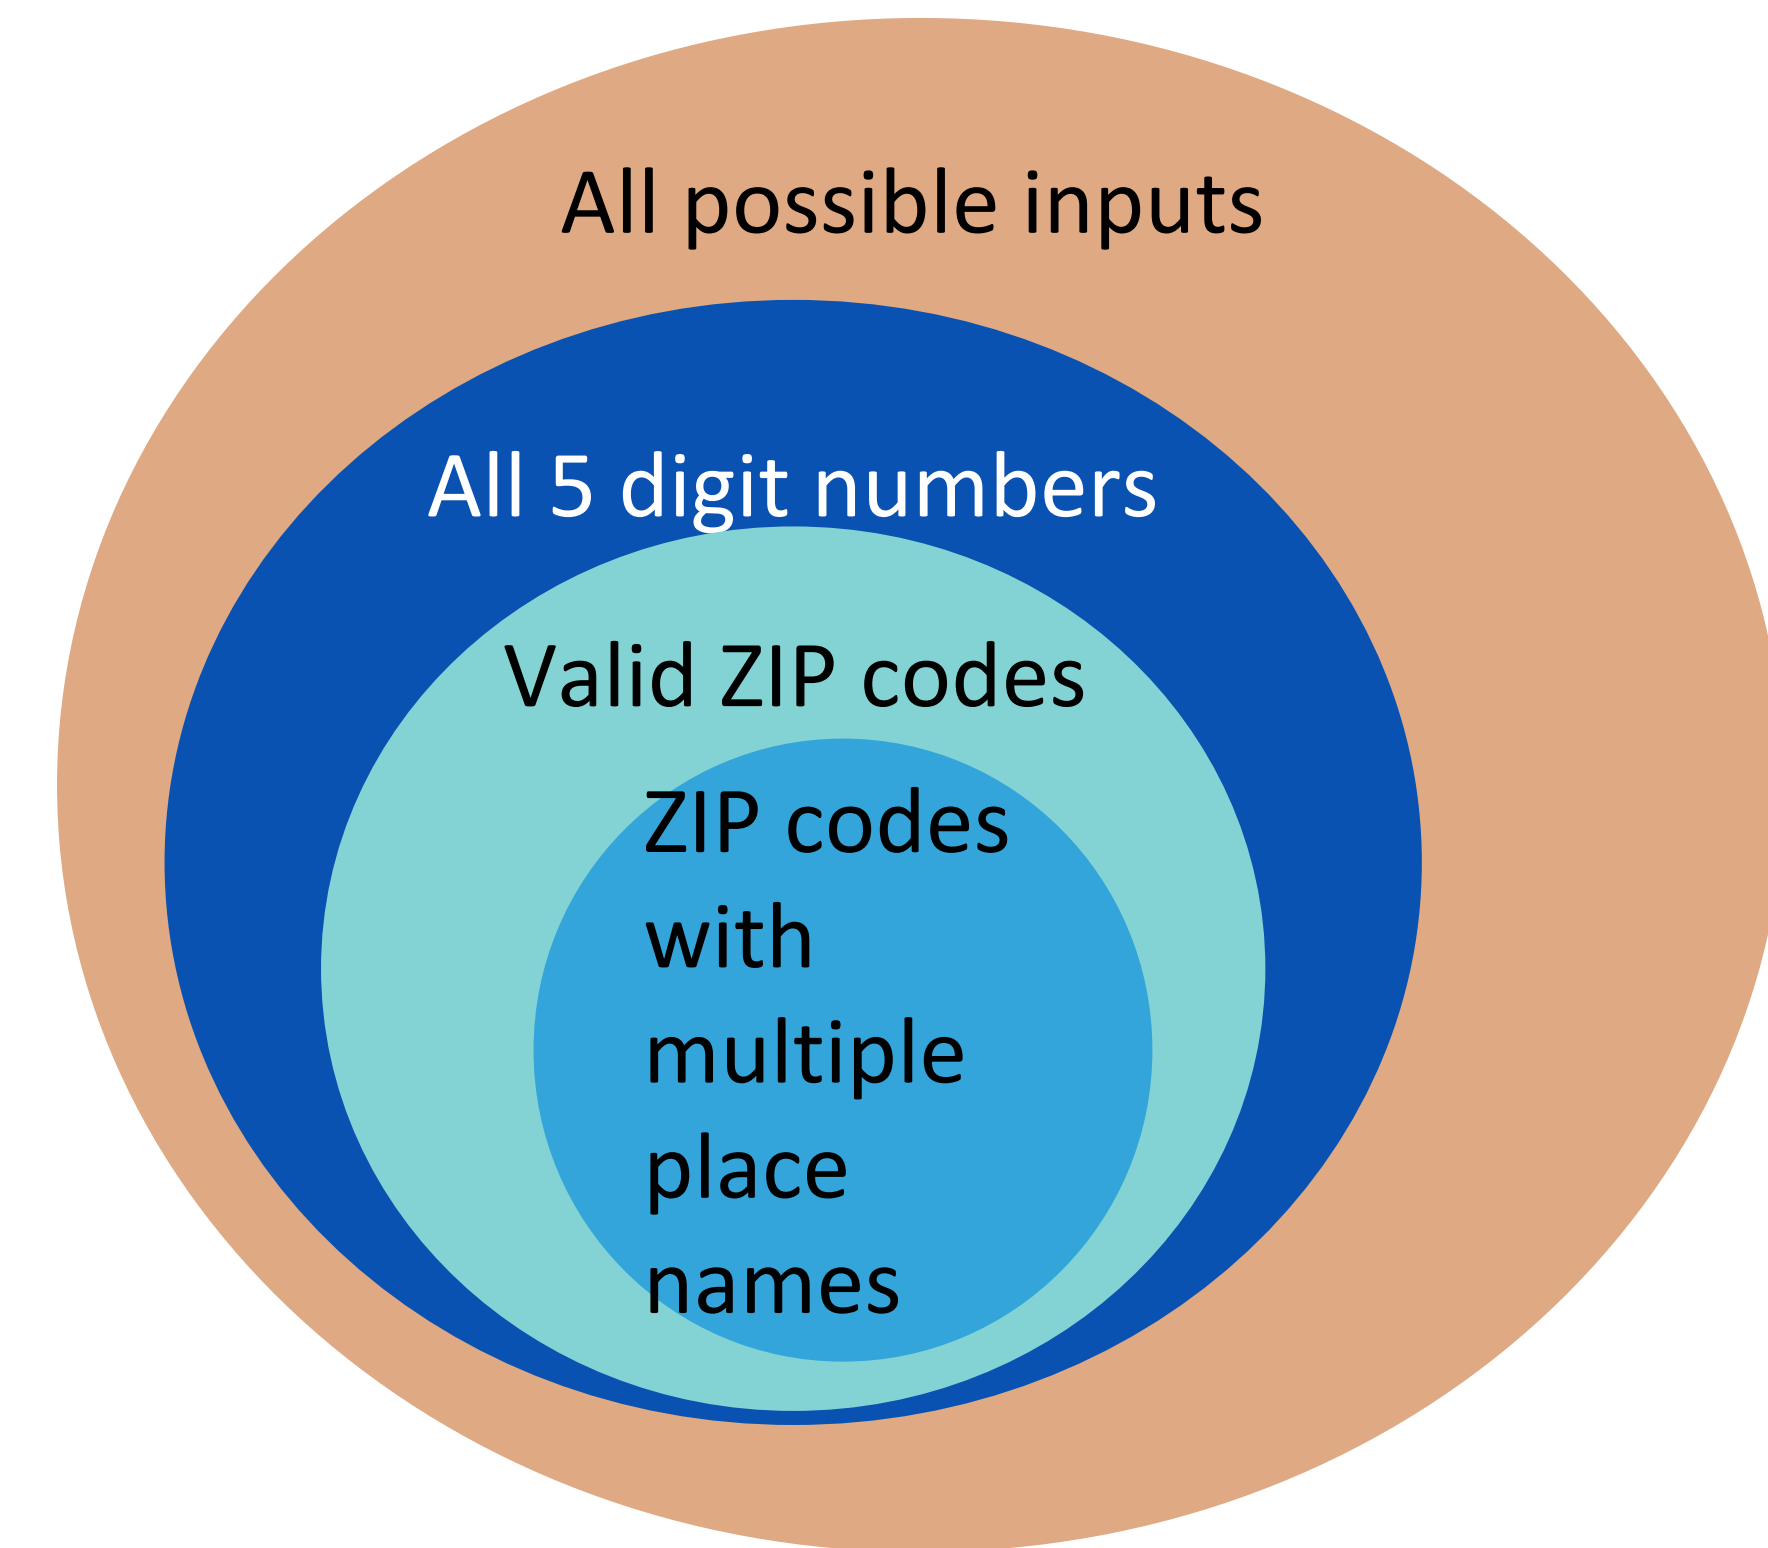 All possible inputs
All 5 digit numbers
Valid ZIP codes
ZIP codes
with
multiple
place
names